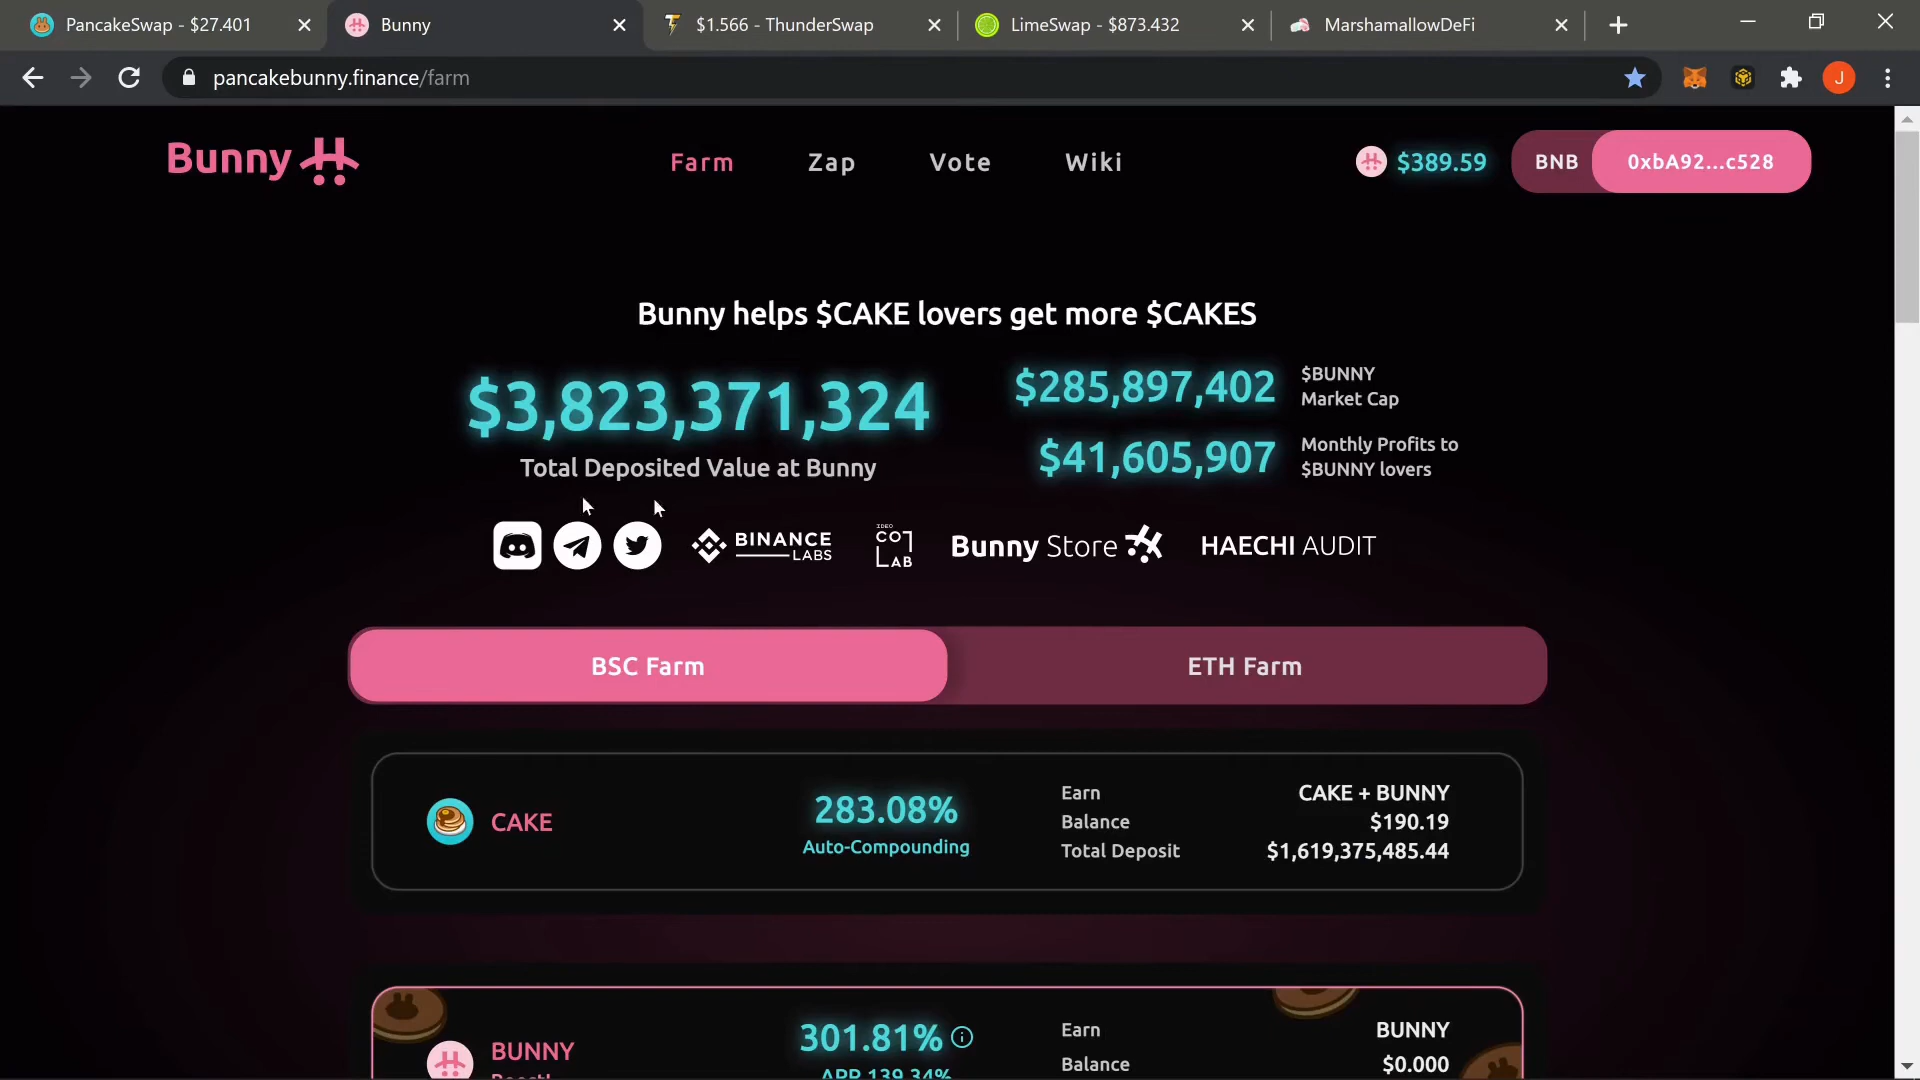 PancakeSwap - $27.401
Bunny
$1.566 - ThunderSwap
LimeSwap - $873.432
MarshamallowDeFi
pancakebunny.finance/farm
J
Bunny
Farm
Zap
Vote
Wiki
$389.59
BNB
0xbA92...c528
Bunny helps $CAKE lovers get more $CAKES
$3,823,371,324
Total Deposited Value at Bunny
$285,897,402
$BUNNY
Market Cap
$41,605,907
Monthly Profits to
$BUNNY lovers
BINANCE
LABS
IDEO
CO
LAB
Bunny Store
HAECHI AUDIT
BSC Farm
ETH Farm
CAKE
283.08%
Auto-Compounding
Earn
CAKE + BUNNY
Balance
$190.19
Total Deposit
$1,619,375,485.44
BUNNY
301.81%
APR 139.34%
Earn
BUNNY
Balance
$0.000